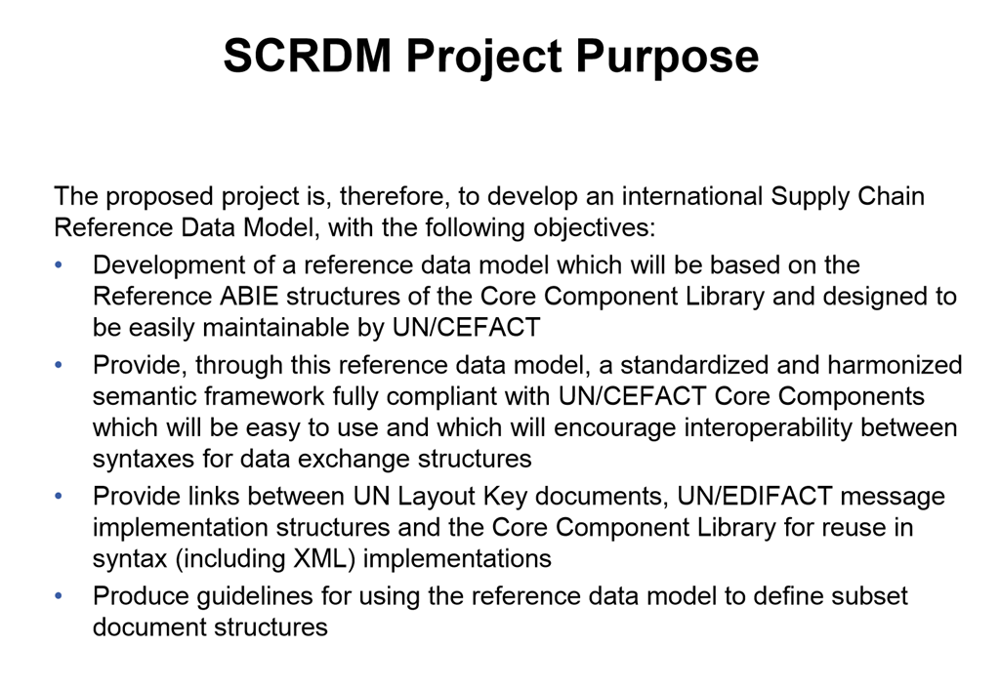 SCRDM Project Purpose
The proposed project is, therefore, to develop an international Supply Chain
Reference Data Model, with the following objectives:
• Development of a reference data model which will be based on the
Reference ABIE structures of the Core Component Library and designed to
be easily maintainable by UN/CEFACT
• Provide, through this reference data model, a standardized and harmonized
semantic framework fully compliant with UN/CEFACT Core Components
which will be easy to use and which will encourage interoperability between
syntaxes for data exchange structures
• Provide links between UN Layout Key documents, UN/EDIFACT message
implementation structures and the Core Component Library for reuse in
syntax (including XML) implementations
• Produce guidelines for using the reference data model to define subset
document structures